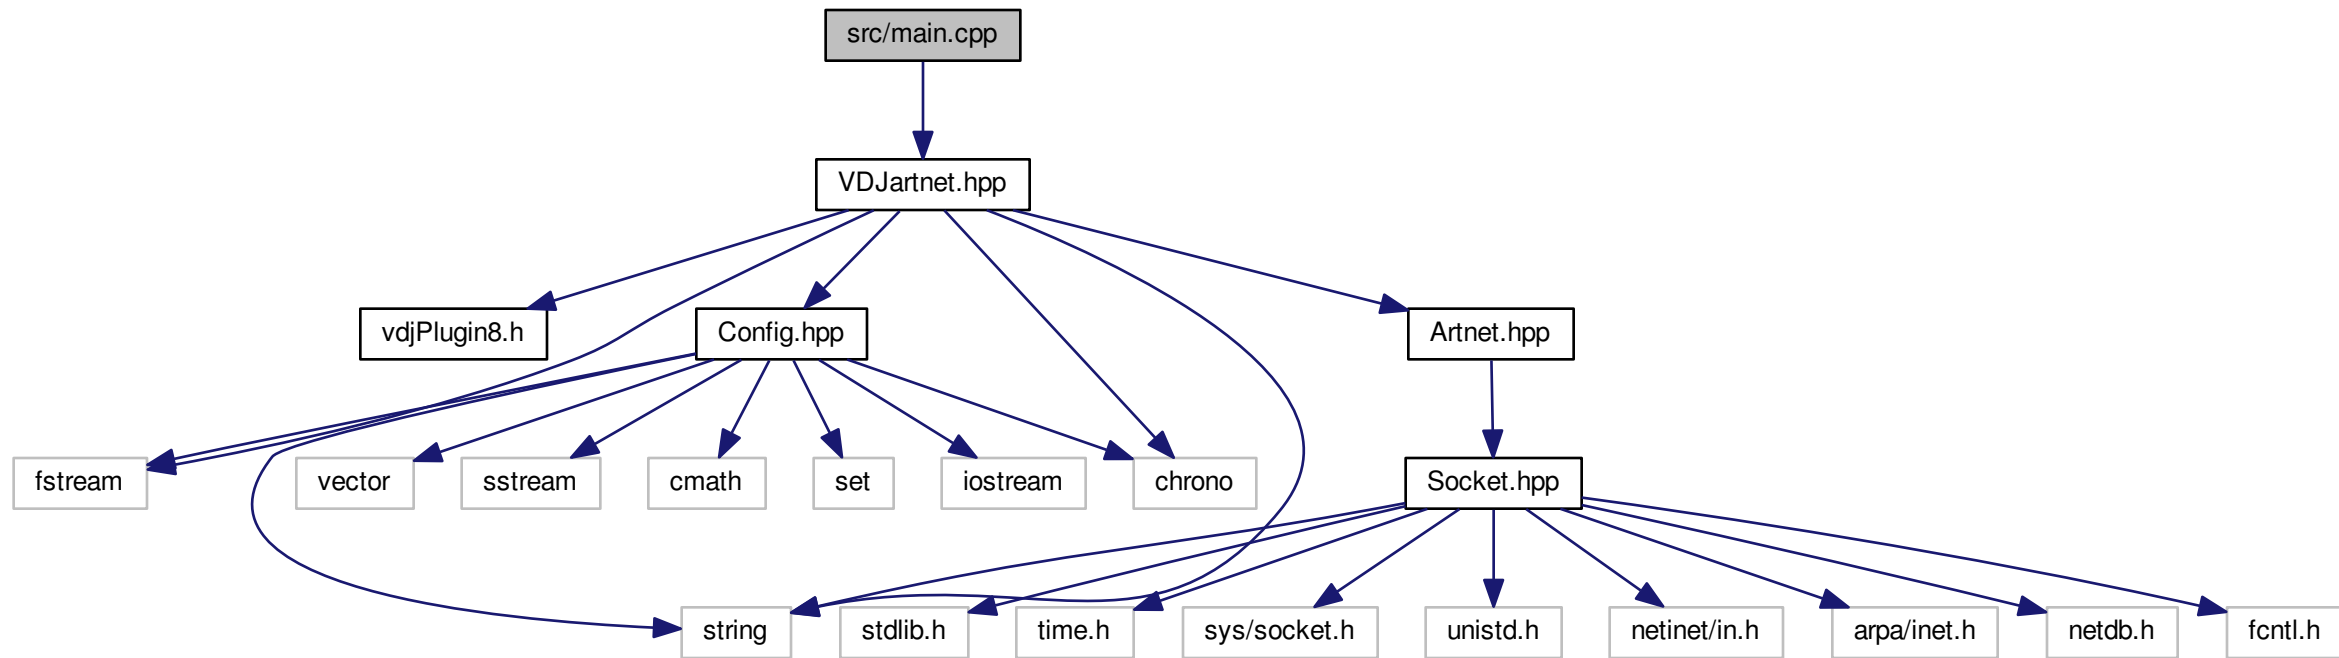 src/main.cpp
VDJartnet.hpp
vdjPlugin8.h
Config.hpp
Artnet.hpp
fstream
vector
sstream
cmath
set
iostream
chrono
Socket.hpp
string
stdlib.h
time.h
sys/socket.h
unistd.h
netinet/in.h
arpa/inet.h
netdb.h
fcntl.h